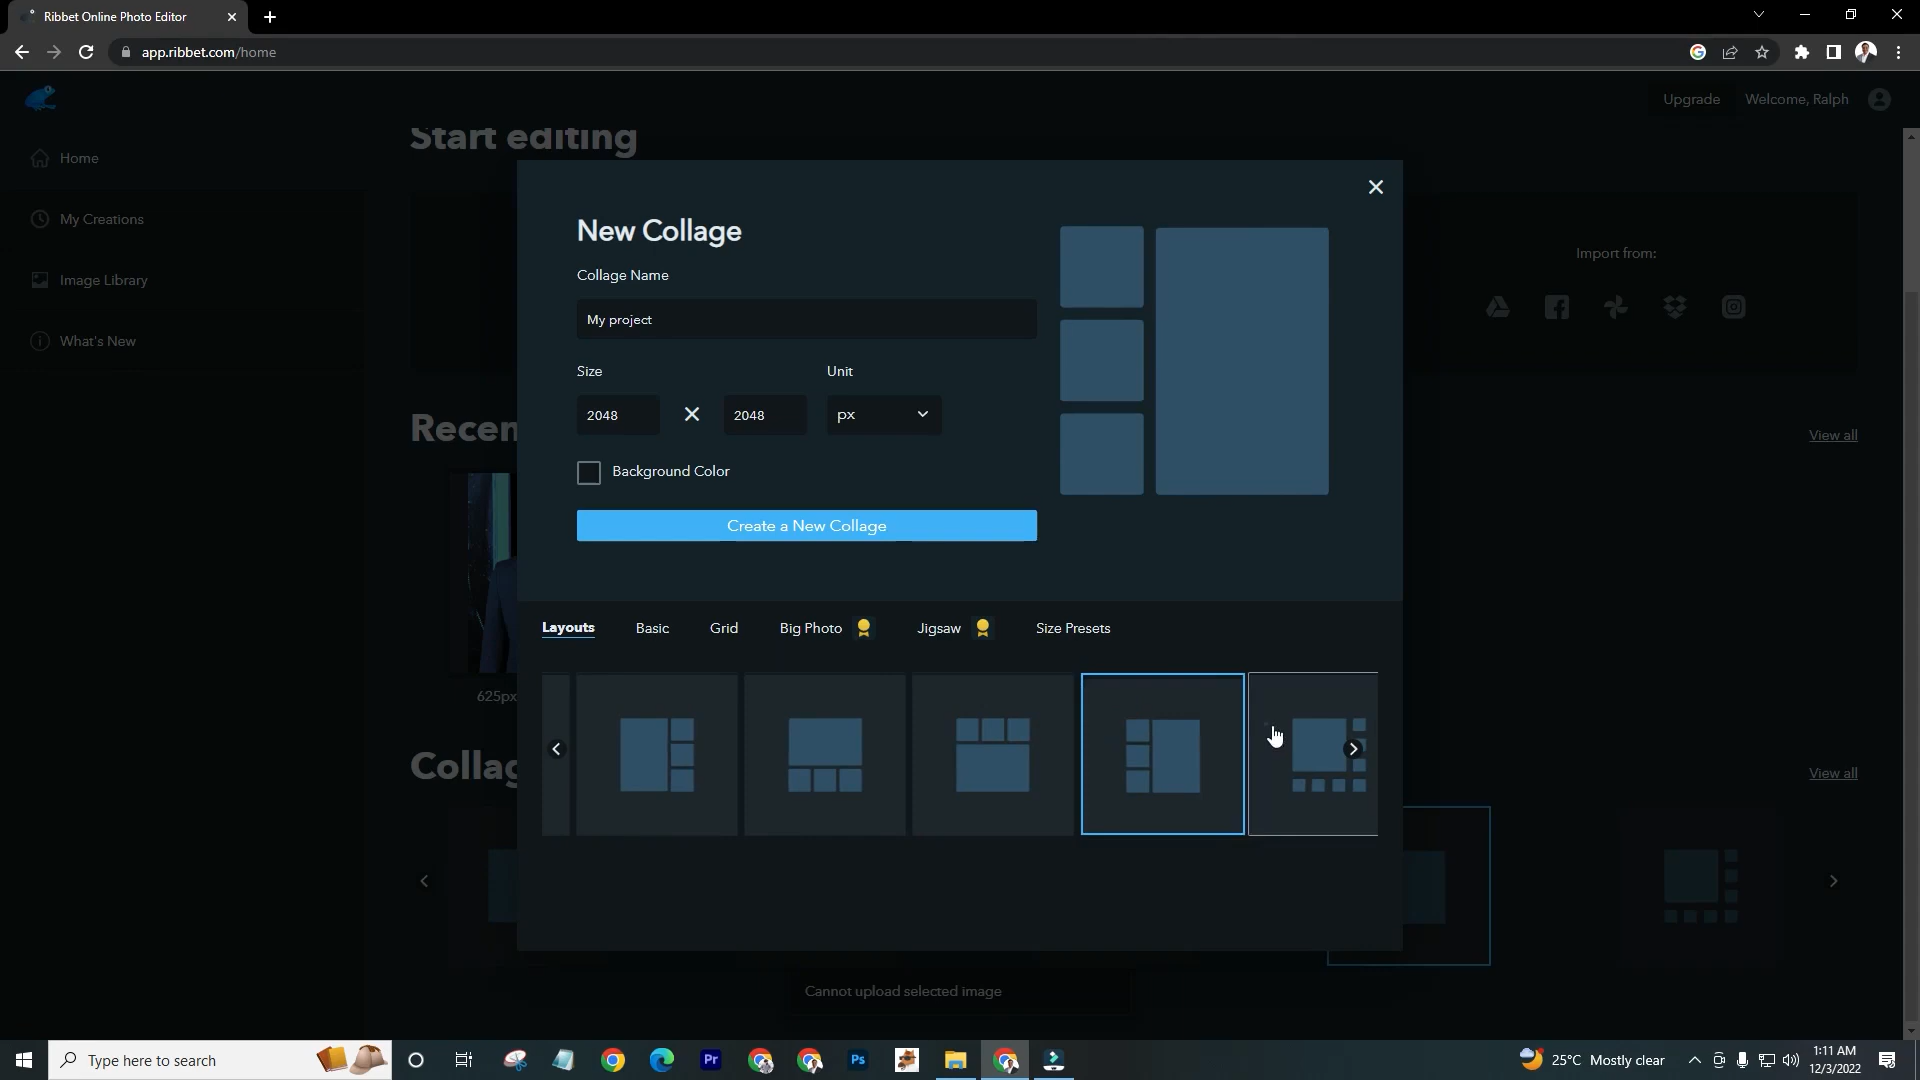 Ribbet Online Photo Editor
app.ribbet.com/home
Upgrade
Welcome, Ralph
Start editing
Home
My Creations
Image Library
What's New
Import from:
New Collage
Collage Name
My project
Size
Unit
2048
2048
px
Background Color
Create a New Collage
Recen
View all
625px
Layouts
Basic
Grid
Big Photo
Jigsaw
Size Presets
Collag
View all
Cannot upload selected image
Type here to search
Pr
Ps
25°C Mostly clear
1:11 AM
12/3/2022